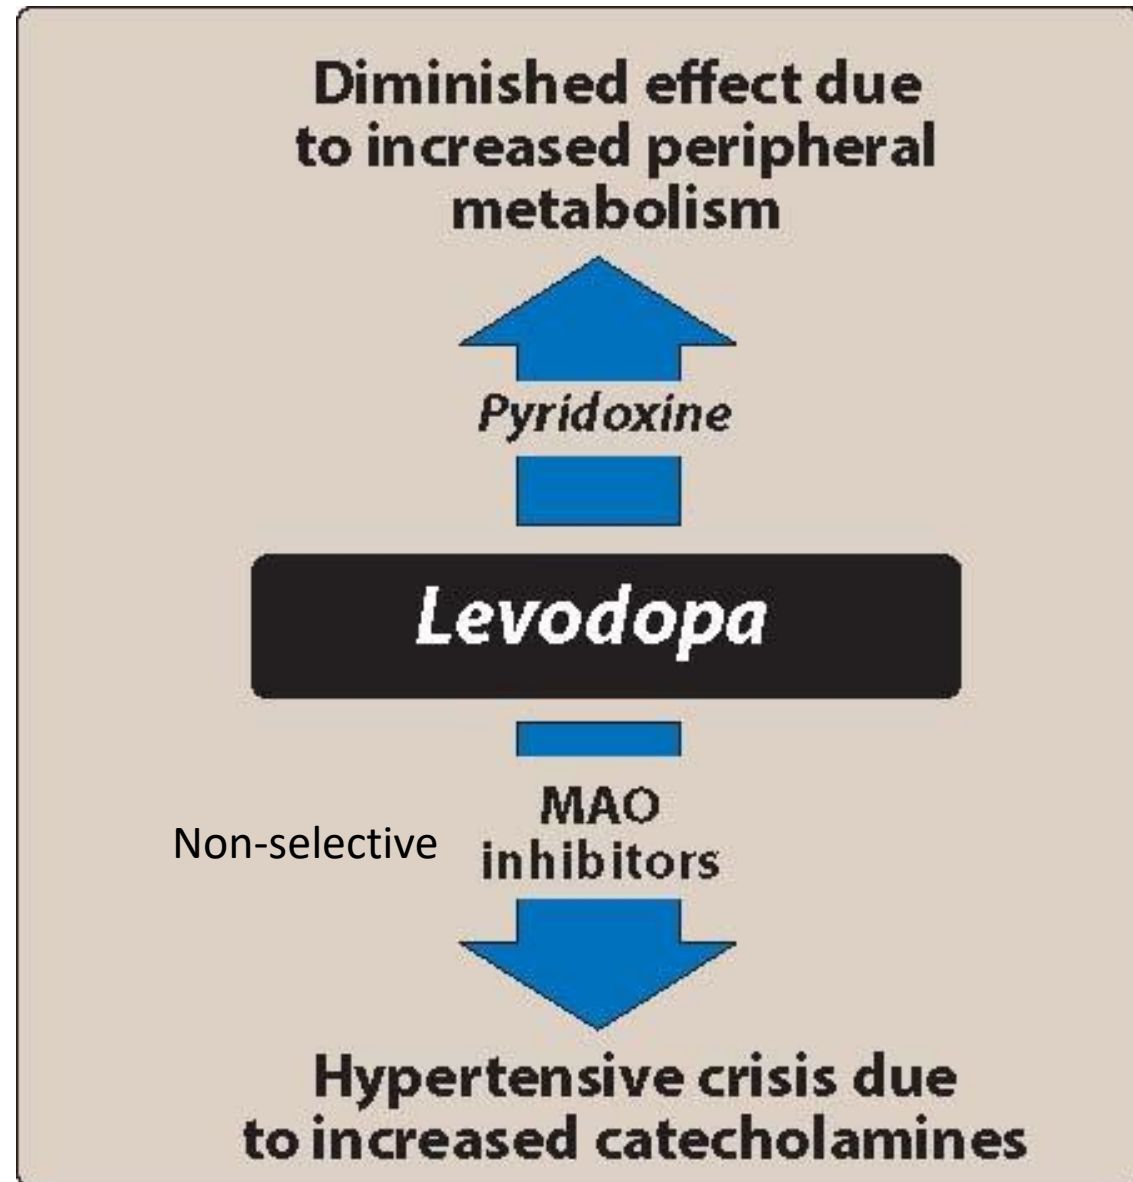 Diminished effect due
to increased peripheral
metabolism
Pyridoxine
Levodopa
MAO
Non-selective inhibitors
Hypertensive crisis due
to increased catecholamines